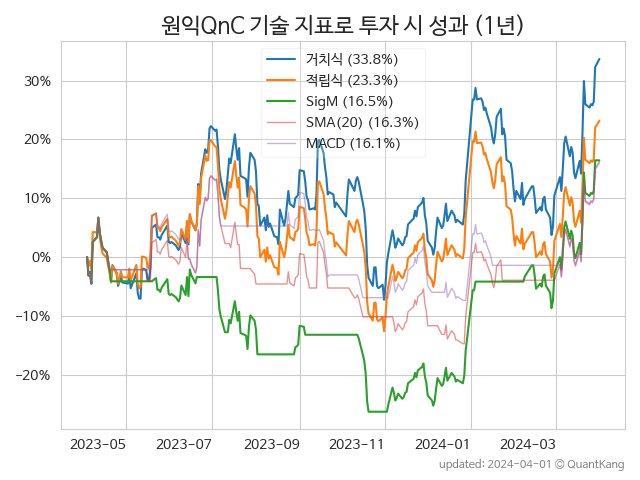 원익QnC 기술 지표로 투자 시 성과 (1년)
거치식 (33.8%)
적립식 (23.3%)
SigM (16.5%)
SMA(20) (16.3%)
MACD (16.1%)
30%
20%
10%
0%
−10%
−20%
2023-05 2023-07 2023-09 2023-11 2024-01 2024-03
updated: 2024-04-01 © QuantKang